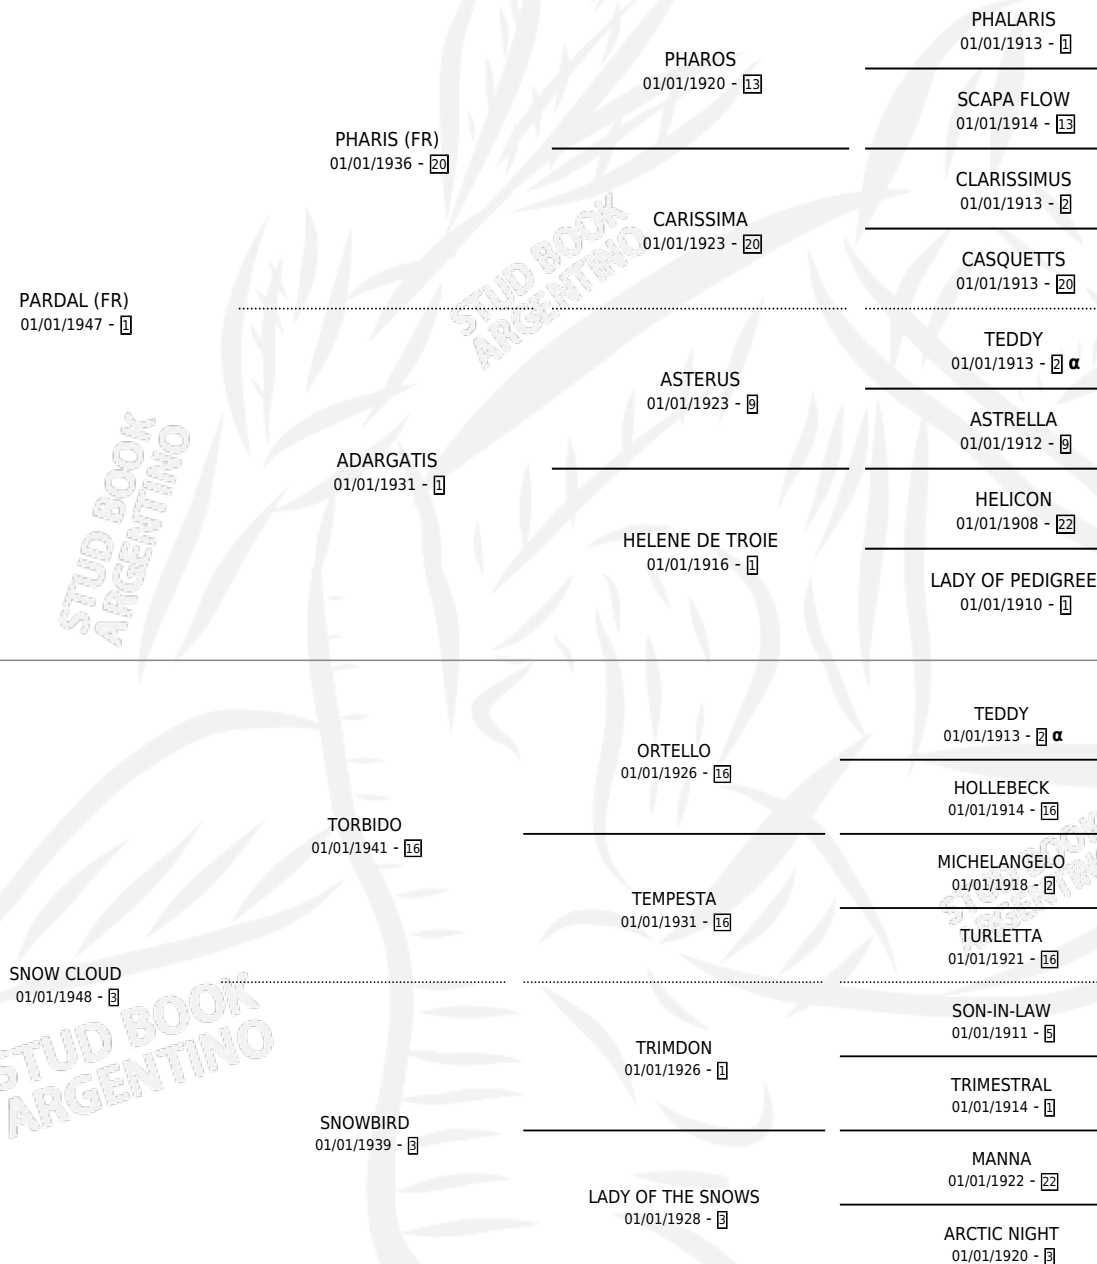 PHALARIS
01/01/1913 - 1
PHAROS
01/01/1920 - 13
SCAPA FLOW
01/01/1914 - 13
PHARIS (FR)
01/01/1936 - 20
CLARISSIMUS
01/01/1913 - 2
CARISSIMA
01/01/1923 - 20
CASQUETTS
01/01/1913 - 20
PARDAL (FR)
01/01/1947 - 1
TEDDY
01/01/1913 - 2 α
ASTERUS
01/01/1923 - 9
ASTRELLA
01/01/1912 - 9
ADARGATIS
01/01/1931 - 1
HELICON
01/01/1908 - 22
HELENE DE TROIE
01/01/1916 - 1
LADY OF PEDIGREE
01/01/1910 - 1
TEDDY
01/01/1913 - 2 α
ORTELLO
01/01/1926 - 16
HOLLEBECK
01/01/1914 - 16
TORBIDO
01/01/1941 - 16
MICHELANGELO
01/01/1918 - 2
TEMPESTA
01/01/1931 - 16
TURLETTA
01/01/1921 - 16
SNOW CLOUD
01/01/1948 - 3
SON-IN-LAW
01/01/1911 - 5
TRIMDON
01/01/1926 - 1
TRIMESTRAL
01/01/1914 - 1
SNOWBIRD
01/01/1939 - 3
MANNA
01/01/1922 - 22
LADY OF THE SNOWS
01/01/1928 - 3
ARCTIC NIGHT
01/01/1920 - 3
STUD BOOK
ARGENTINO
STUD BOOK
ARGENTINO
STUD BOOK
ARGENTINO
STUD BOOK
ARGENTINO